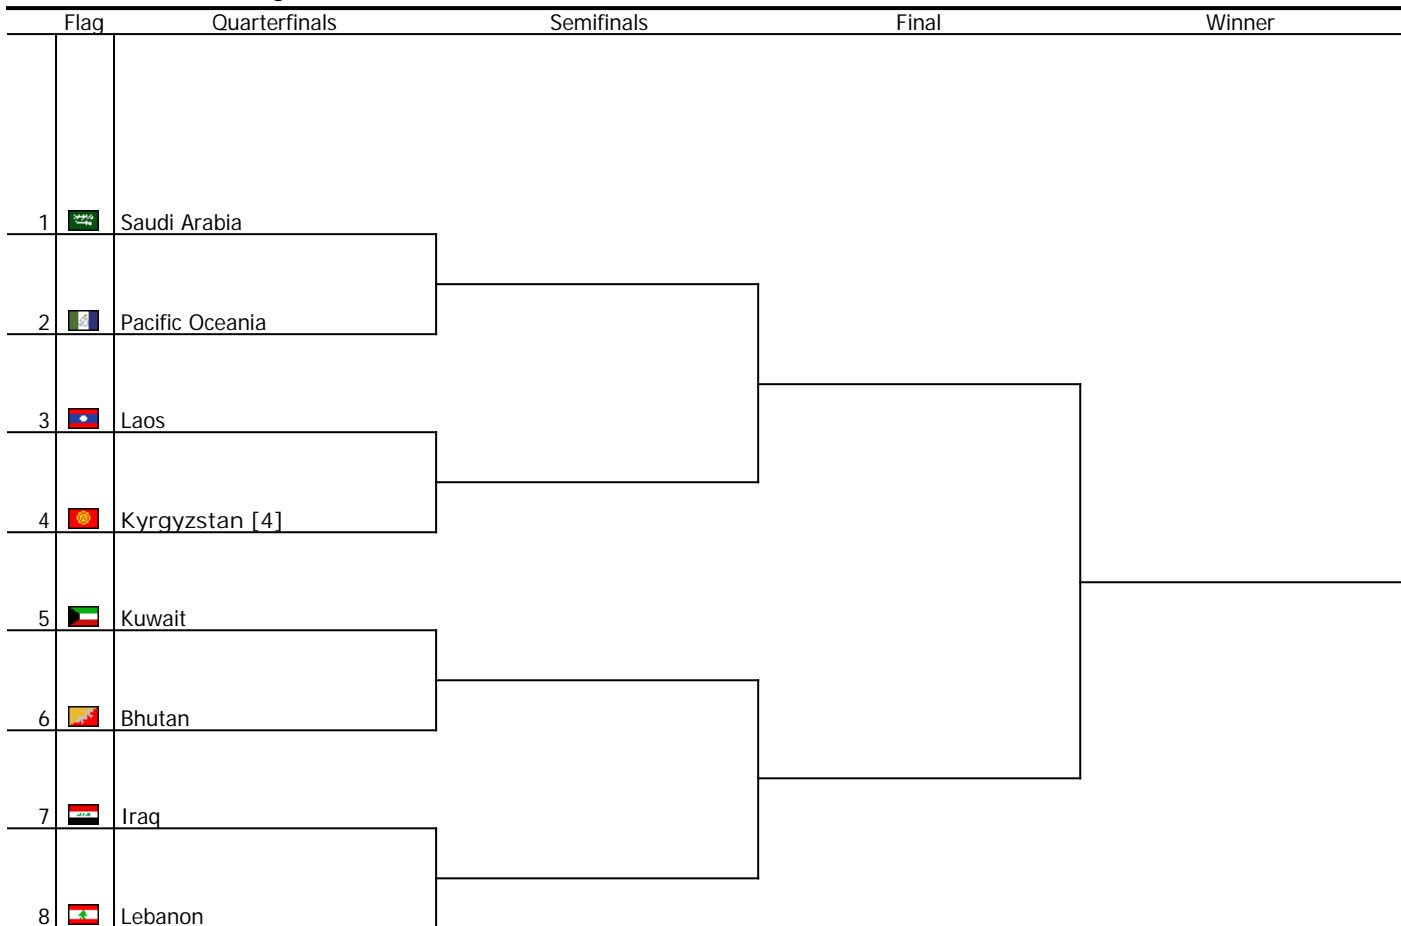 Flag Quarterfinals Semifinals Final Winner
1 Saudi Arabia
2 Pacific Oceania
3 Laos
4 Kyrgyzstan [4]
5 Kuwait
6 Bhutan
7 Iraq
8 Lebanon